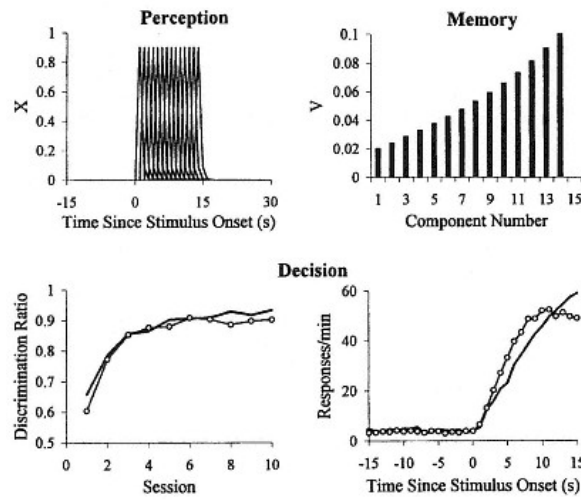 Perception
X
1
0.8
0.6
0.4
0.2
0
-15 0 15 30
Time Since Stimulus Onset (s)
Memory
V
0.1
0.08
0.06
0.04
0.02
0
1 3 5 7 9 11 13 15
Component Number
Decision
Discrimination Ratio
1
0.9
0.8
0.7
0.6
0.5
0 2 4 6 8 10
Session
Responses/min
60
40
20
0
-15 -10 -5 0 5 10 15
Time Since Stimulus Onset (s)